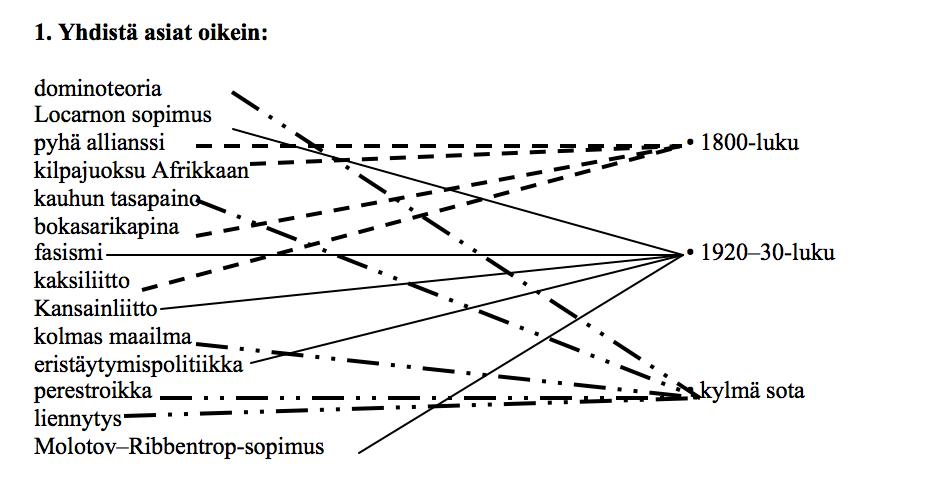 1. Yhdistä asiat oikein:
dominoteoria
Locarnon sopimus
pyhä allianssi
kilpajuoksu Afrikkaan
kauhun tasapaino
bokasarikapina
fasismi
kaksiliitto
Kansainliitto
kolmas maailma
eristäytymispolitiikka
perestroikka
liennytys
Molotov–Ribbentrop-sopimus
• 1800-luku
• 1920–30-luku
• kylmä sota